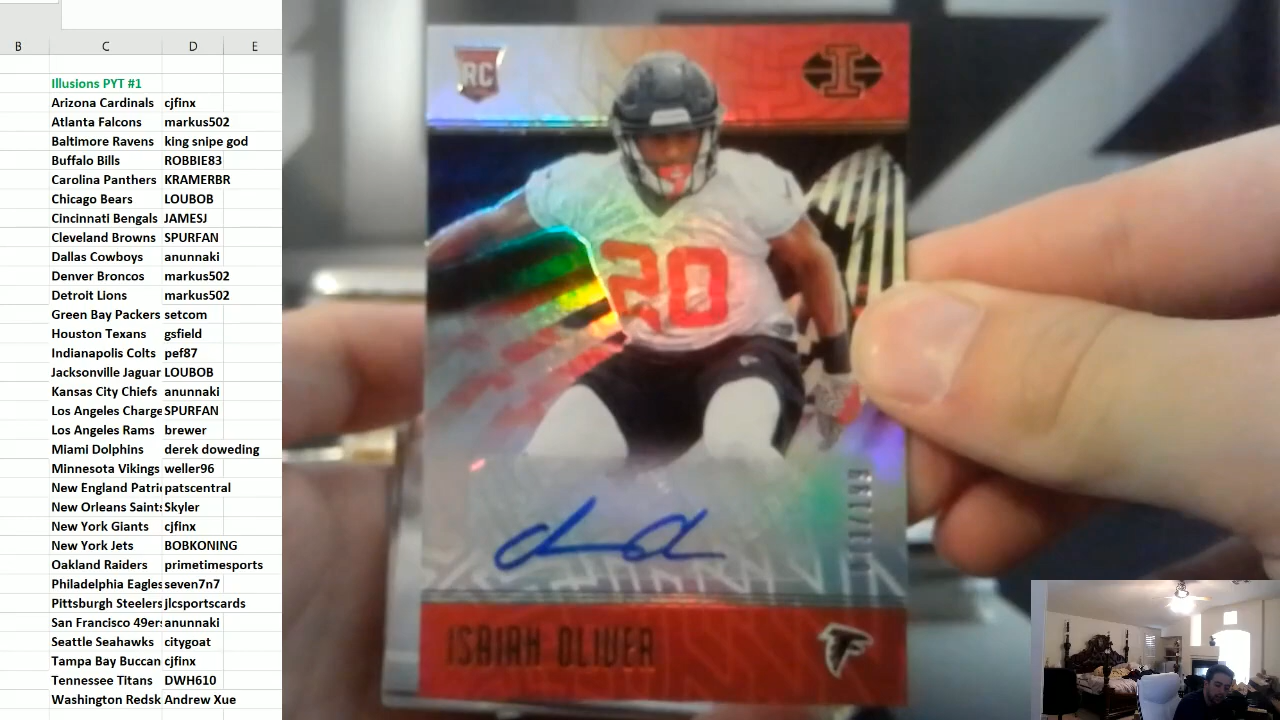 B C D E
Illusions PYT #1
Arizona Cardinals cjfinx
Atlanta Falcons markus502
Baltimore Ravens king snipe god
Buffalo Bills ROBBIE83
Carolina Panthers KRAMERBR
Chicago Bears LOUBOB
Cincinnati Bengals JAMESJ
Cleveland Browns SPURFAN
Dallas Cowboys anunnaki
Denver Broncos markus502
Detroit Lions markus502
Green Bay Packers setcom
Houston Texans gsfield
Indianapolis Colts pef87
Jacksonville Jaguar LOUBOB
Kansas City Chiefs anunnaki
Los Angeles Charge SPURFAN
Los Angeles Rams brewer
Miami Dolphins derek doweding
Minnesota Vikings weller96
New England Patri patscentral
New Orleans Saint Skyler
New York Giants cjfinx
New York Jets BOBKONING
Oakland Raiders primetimesports
Philadelphia Eagles seven7n7
Pittsburgh Steelers jlcsportscards
San Francisco 49er anunnaki
Seattle Seahawks citygoat
Tampa Bay Buccan cjfinx
Tennessee Titans DWH610
Washington Redsk Andrew Xue
RC
I
20
ISAIAH OLIVER